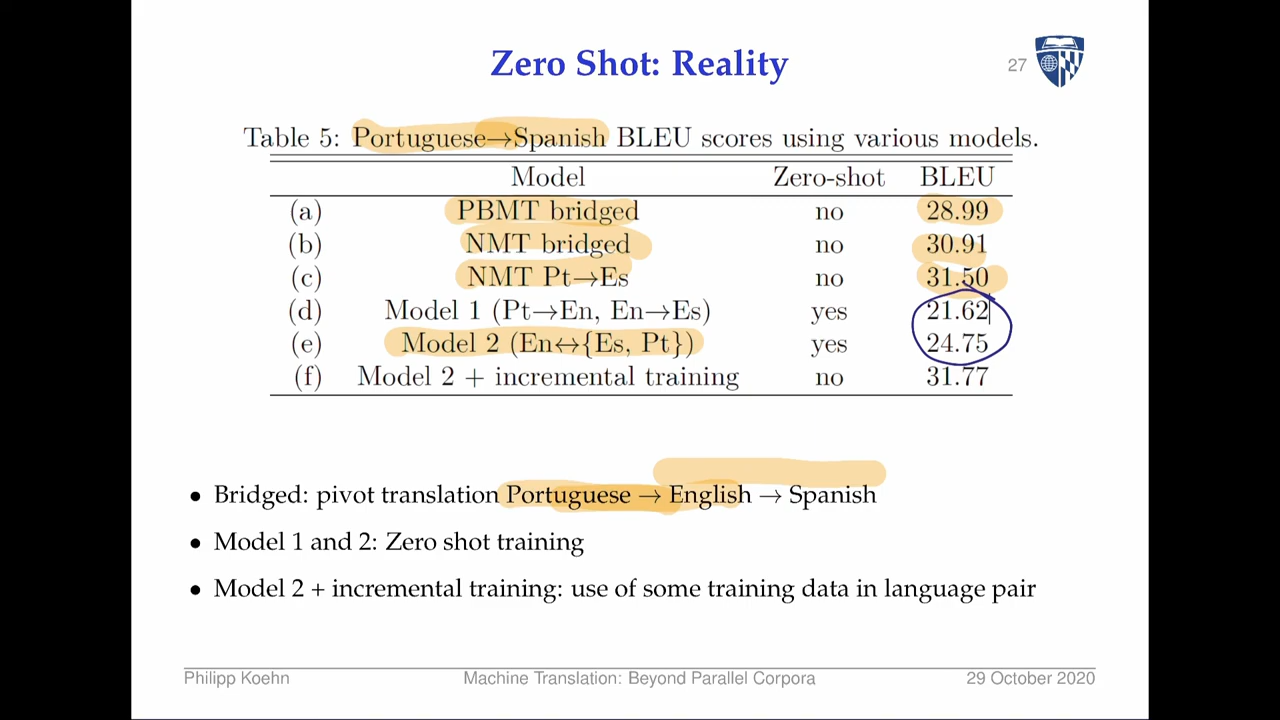 Zero Shot: Reality
27
Table 5: Portuguese→Spanish BLEU scores using various models.
Model Zero-shot BLEU
(a) PBMT bridged no 28.99
(b) NMT bridged no 30.91
(c) NMT Pt→Es no 31.50
(d) Model 1 (Pt→En, En→Es) yes 21.62
(e) Model 2 (En↔{Es, Pt}) yes 24.75
(f) Model 2 + incremental training no 31.77
• Bridged: pivot translation Portuguese → English → Spanish
• Model 1 and 2: Zero shot training
• Model 2 + incremental training: use of some training data in language pair
Philipp Koehn Machine Translation: Beyond Parallel Corpora 29 October 2020